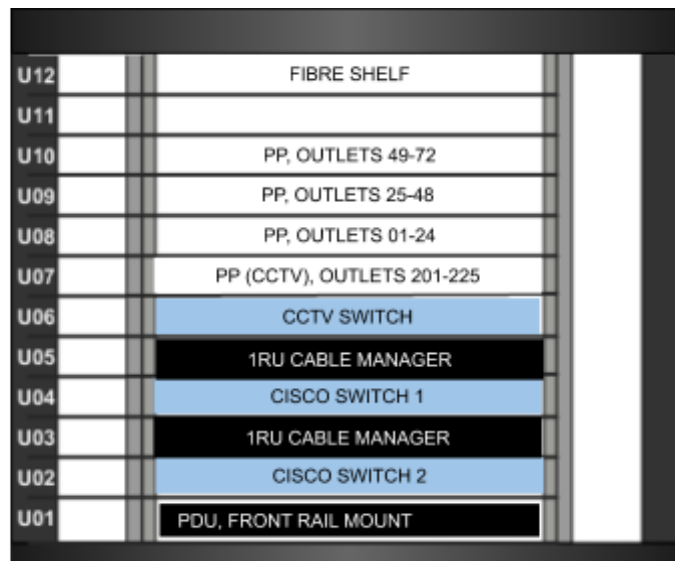 U12 FIBRE SHELF
U11
U10 PP, OUTLETS 49-72
U09 PP, OUTLETS 25-48
U08 PP, OUTLETS 01-24
U07 PP (CCTV), OUTLETS 201-225
U06 CCTV SWITCH
U05 1RU CABLE MANAGER
U04 CISCO SWITCH 1
U03 1RU CABLE MANAGER
U02 CISCO SWITCH 2
U01 PDU, FRONT RAIL MOUNT